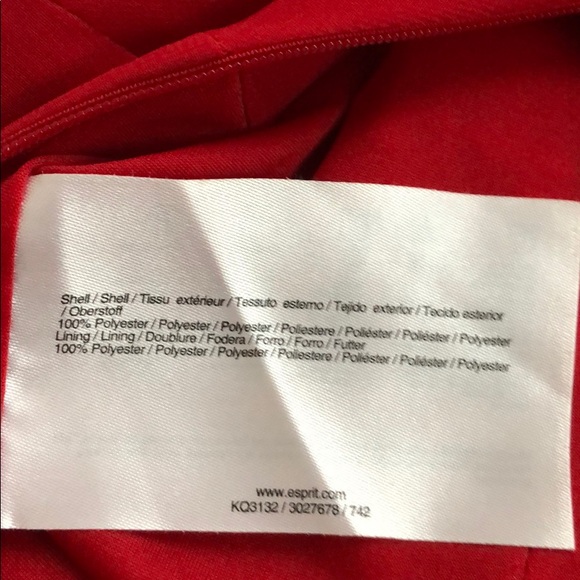 Shell / Shell / Tissu extérieur / Tessuto esterno / Tejido exterior / Tecido esterior
/ Oberstoff
100% Polyester / Polyester / Polyester / Poliestere / Poliéster / Poliéster / Polyester
Lining / Lining / Doublure / Fodera / Forro / Forro / Futter
100% Polyester / Polyester / Polyester / Poliestere / Poliéster / Poliéster / Polyester
www.esprit.com
KQ3132 / 3027678 / 742